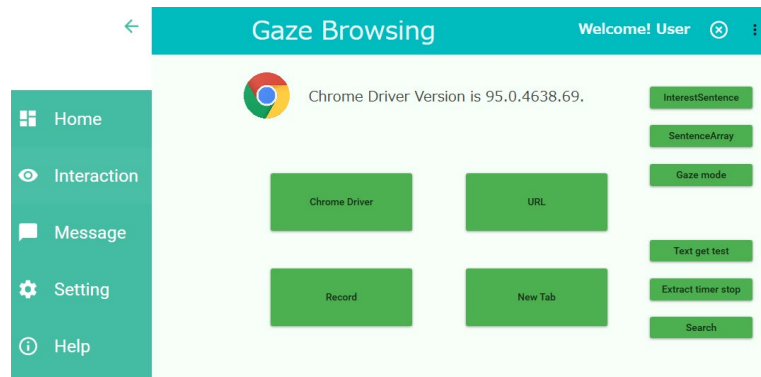 Gaze Browsing
Welcome! User
Home
Interaction
Message
Setting
Help
Chrome Driver Version is 95.0.4638.69.
Chrome Driver
URL
Record
New Tab
InterestSentence
SentenceArray
Gaze mode
Text get test
Extract timer stop
Search